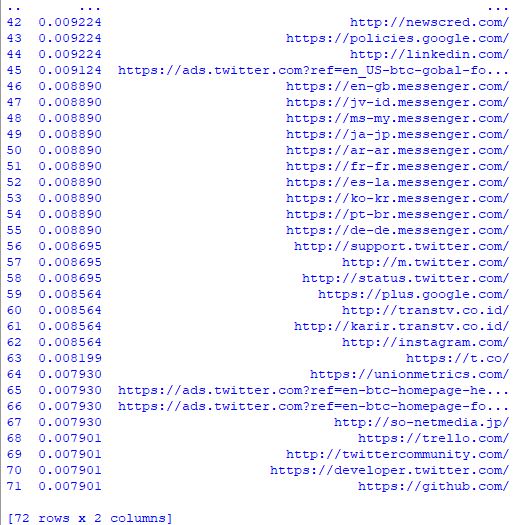 ..       ...                                                ...
42  0.009224                               http://newscred.com/
43  0.009224                       https://policies.google.com/
44  0.009224                               http://linkedin.com/
45  0.009124  https://ads.twitter.com?ref=en_US-btc-gobal-fo...
46  0.008890                       https://en-gb.messenger.com/
47  0.008890                       https://jv-id.messenger.com/
48  0.008890                       https://ms-my.messenger.com/
49  0.008890                       https://ja-jp.messenger.com/
50  0.008890                       https://ar-ar.messenger.com/
51  0.008890                       https://fr-fr.messenger.com/
52  0.008890                       https://es-la.messenger.com/
53  0.008890                       https://ko-kr.messenger.com/
54  0.008890                       https://pt-br.messenger.com/
55  0.008890                       https://de-de.messenger.com/
56  0.008695                        http://support.twitter.com/
57  0.008695                              http://m.twitter.com/
58  0.008695                         http://status.twitter.com/
59  0.008564                           https://plus.google.com/
60  0.008564                             http://transtv.co.id/
61  0.008564                       http://karir.transtv.co.id/
62  0.008564                              http://instagram.com/
63  0.008199                                      https://t.co/
64  0.007930                          https://unionmetrics.com/
65  0.007930  https://ads.twitter.com?ref=en-btc-homepage-he...
66  0.007930  https://ads.twitter.com?ref=en-btc-homepage-fo...
67  0.007930                             http://so-netmedia.jp/
68  0.007901                                https://trello.com/
69  0.007901                       http://twittercommunity.com/
70  0.007901                     https://developer.twitter.com/
71  0.007901                                https://github.com/
[72 rows x 2 columns]